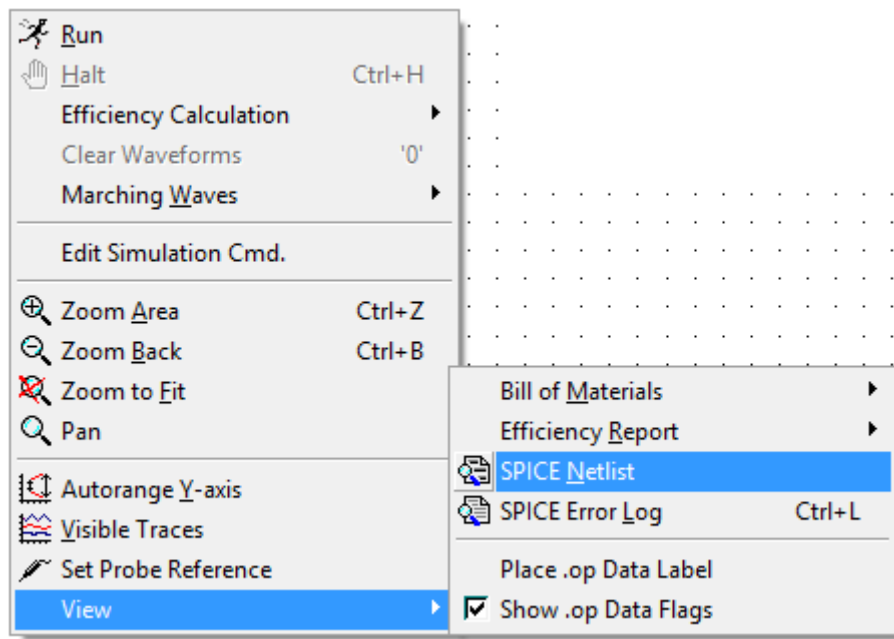 Run
Halt Ctrl+H
Efficiency Calculation
Clear Waveforms '0'
Marching Waves
Edit Simulation Cmd.
Zoom Area Ctrl+Z
Zoom Back Ctrl+B
Zoom to Fit
Pan
Autorange Y-axis
Visible Traces
Set Probe Reference
View
Bill of Materials
Efficiency Report
SPICE Netlist
SPICE Error Log Ctrl+L
Place .op Data Label
Show .op Data Flags